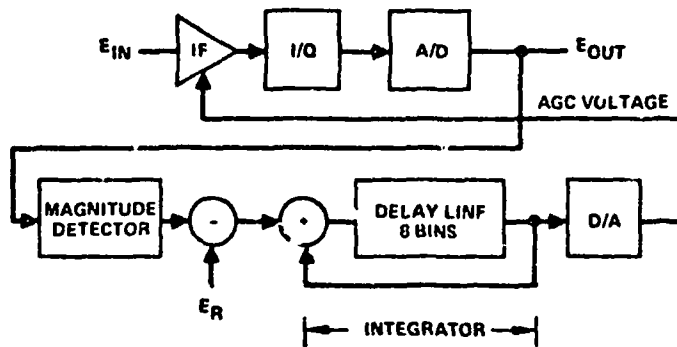 E_IN
IF
I/Q
A/D
E_OUT
AGC VOLTAGE
MAGNITUDE
DETECTOR
-
+
DELAY LINF
8 BINS
D/A
E_R
INTEGRATOR